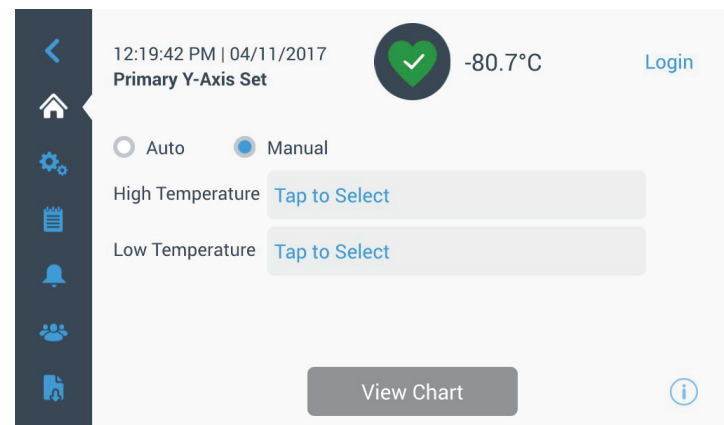 12:19:42 PM | 04/11/2017
Primary Y-Axis Set
-80.7°C
Login
Auto
Manual
High Temperature
Tap to Select
Low Temperature
Tap to Select
View Chart
i